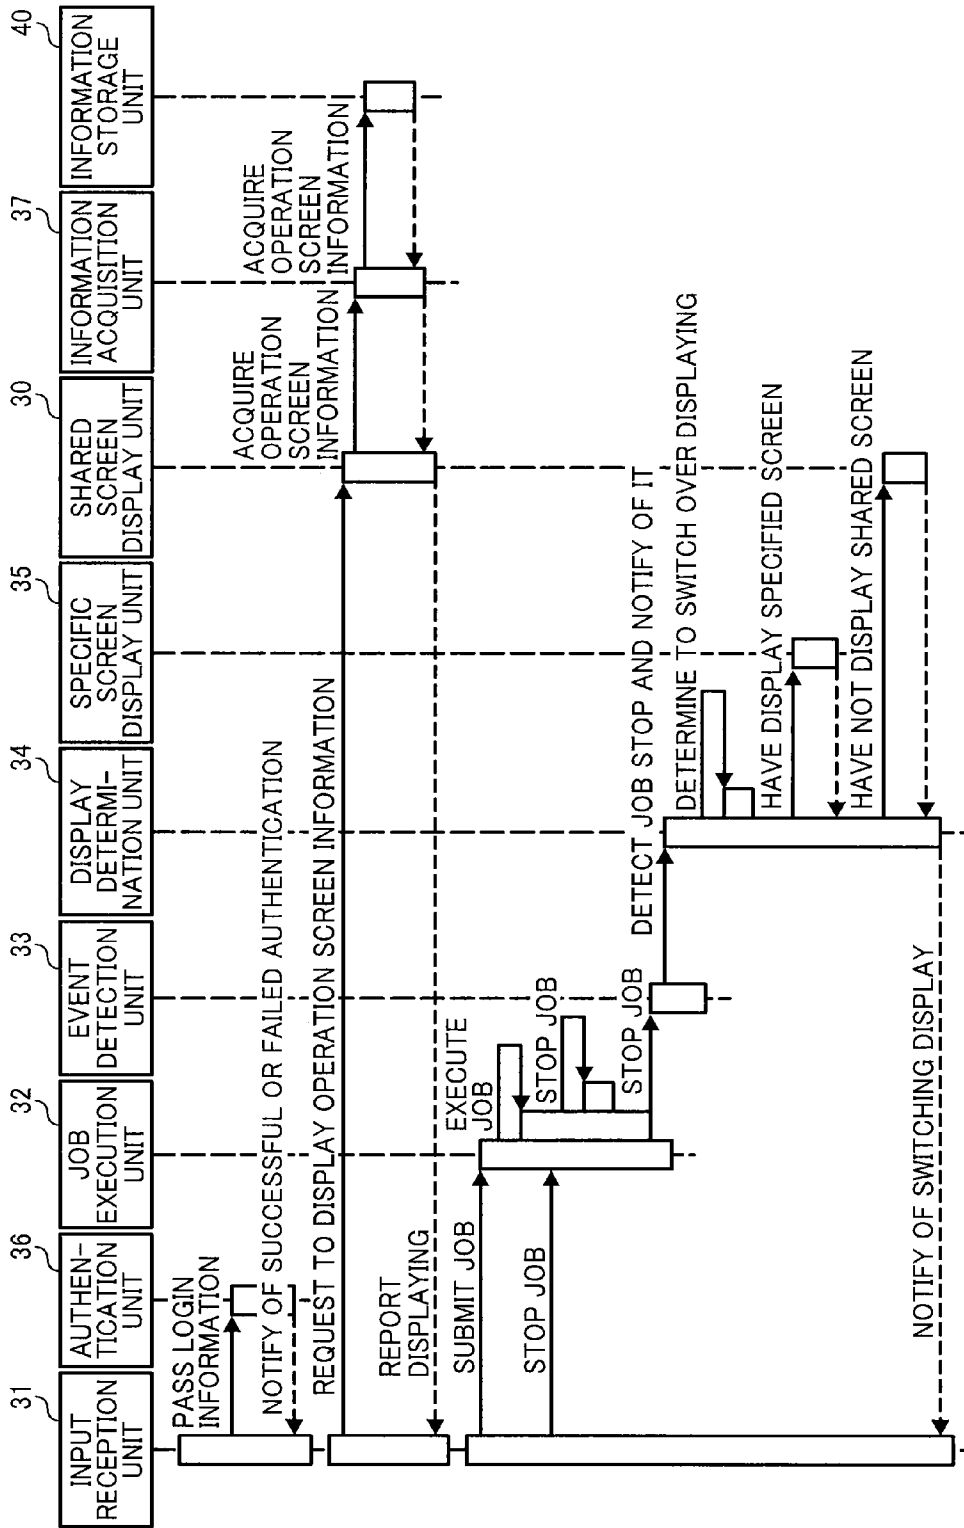 31
INPUT
RECEPTION
UNIT
36
AUTHEN-
TICATION
UNIT
32
JOB
EXECUTION
UNIT
33
EVENT
DETECTION
UNIT
34
DISPLAY
DETERMI-
NATION UNIT
35
SPECIFIC
SCREEN
DISPLAY UNIT
30
SHARED
SCREEN
DISPLAY UNIT
37
INFORMATION
ACQUISITION
UNIT
40
INFORMATION
STORAGE
UNIT
PASS LOGIN
INFORMATION
NOTIFY OF SUCCESSFUL OR FAILED AUTHENTICATION
REQUEST TO DISPLAY OPERATION SCREEN INFORMATION
ACQUIRE
OPERATION
SCREEN
INFORMATION
ACQUIRE
OPERATION
SCREEN
INFORMATION
REPORT
DISPLAYING
SUBMIT JOB
EXECUTE
JOB
STOP JOB
STOP JOB
STOP JOB
DETECT JOB STOP AND NOTIFY OF IT
DETERMINE TO SWITCH OVER DISPLAYING
HAVE DISPLAY SPECIFIED SCREEN
HAVE NOT DISPLAY SHARED SCREEN
NOTIFY OF SWITCHING DISPLAY